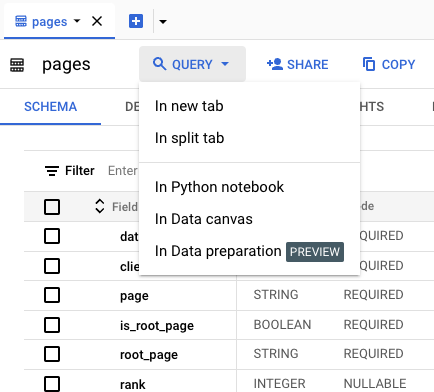 pages
pages
QUERY
SHARE
COPY
In new tab
In split tab
In Python notebook
In Data canvas
In Data preparation PREVIEW
SCHEMA DE HTS
Filter Enter
Field de
dat QUIRED
clie QUIRED
page STRING REQUIRED
is_root_page BOOLEAN REQUIRED
root_page STRING REQUIRED
rank INTEGER NULLABLE